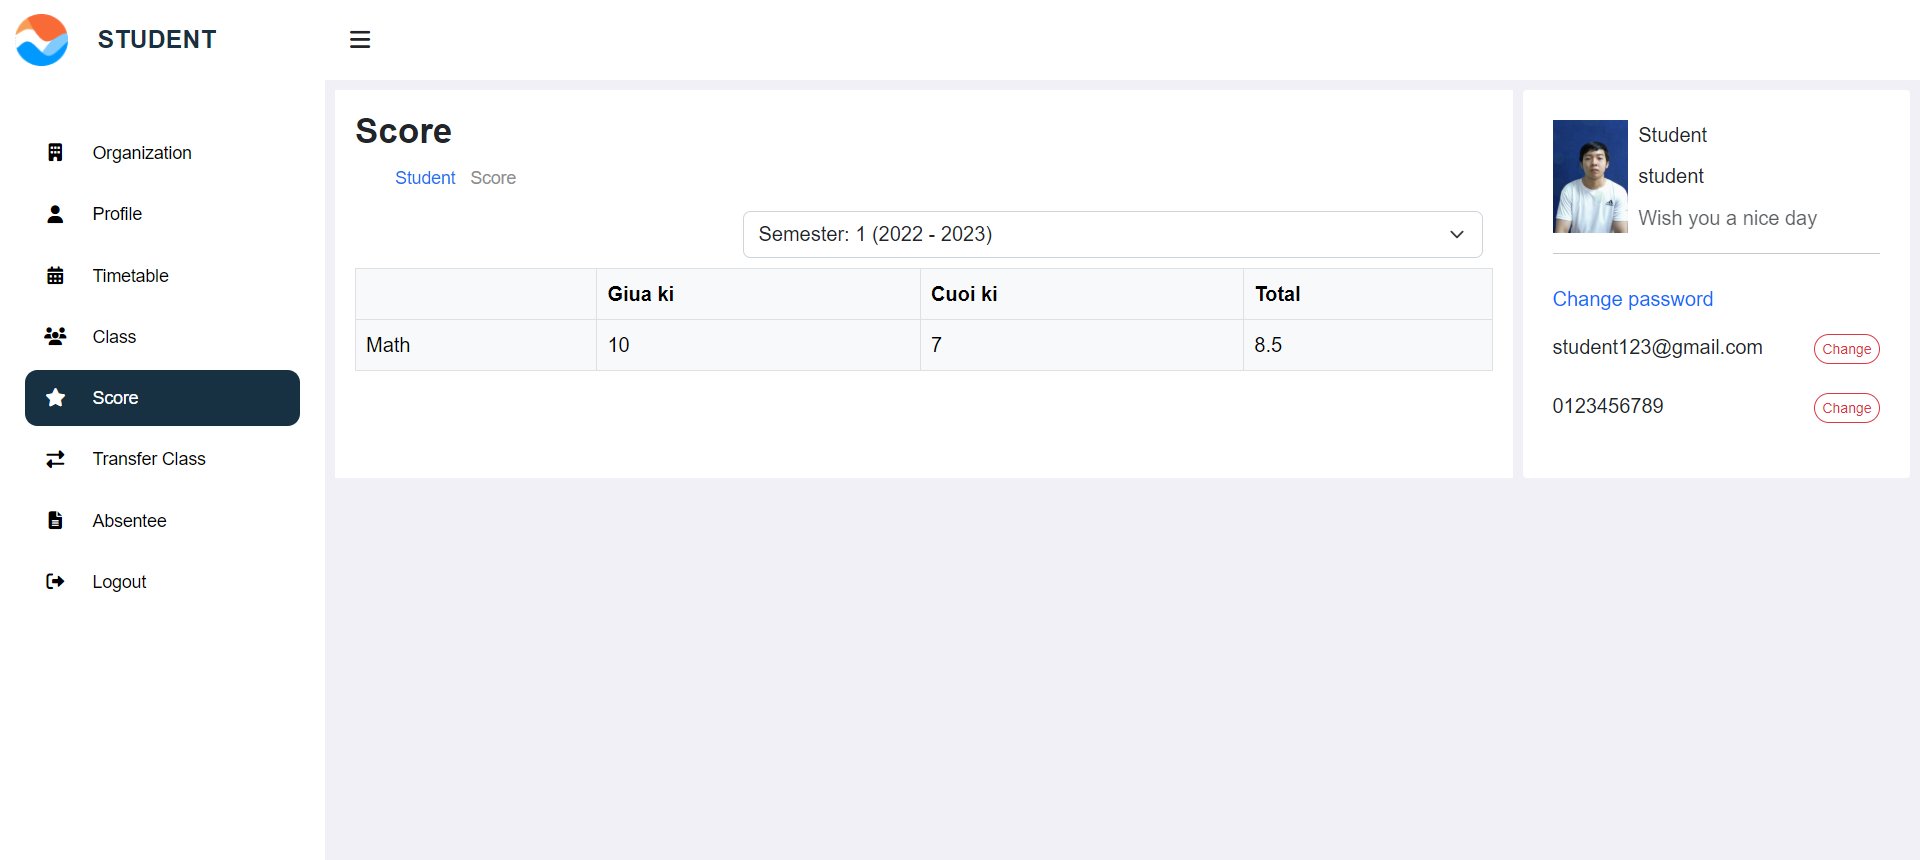 STUDENT
Organization
Profile
Timetable
Class
Score
Transfer Class
Absentee
Logout
Score
Student Score
Semester: 1 (2022 - 2023)
Giua ki Cuoi ki Total
Math 10 7 8.5
Student
student
Wish you a nice day
Change password
student123@gmail.com Change
0123456789 Change